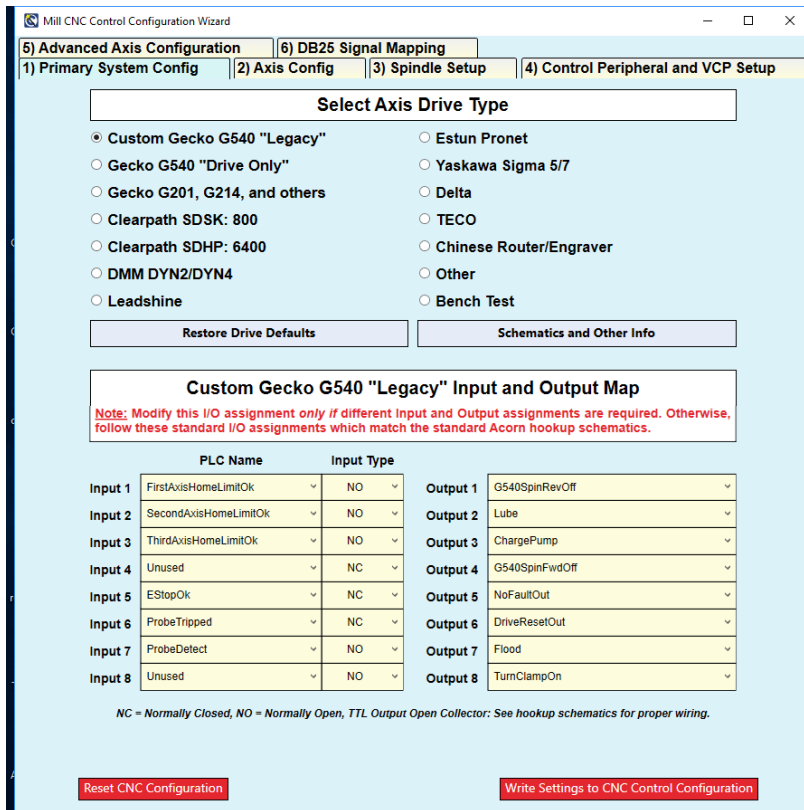 Mill CNC Control Configuration Wizard
5) Advanced Axis Configuration 6) DB25 Signal Mapping
1) Primary System Config 2) Axis Config 3) Spindle Setup 4) Control Peripheral and VCP Setup
Select Axis Drive Type
Custom Gecko G540 "Legacy" Estun Pronet
Gecko G540 "Drive Only" Yaskawa Sigma 5/7
Gecko G201, G214, and others Delta
Clearpath SDSK: 800 TECO
Clearpath SDHP: 6400 Chinese Router/Engraver
DMM DYN2/DYN4 Other
Leadshine Bench Test
Restore Drive Defaults Schematics and Other Info
Custom Gecko G540 "Legacy" Input and Output Map
Note: Modify this I/O assignment only if different Input and Output assignments are required. Otherwise,
follow these standard I/O assignments which match the standard Acorn hookup schematics.
PLC Name Input Type
Input 1 FirstAxisHomeLimitOk NO Output 1 G540SpinRevOff
Input 2 SecondAxisHomeLimitOk NO Output 2 Lube
Input 3 ThirdAxisHomeLimitOk NO Output 3 ChargePump
Input 4 Unused NC Output 4 G540SpinFwdOff
Input 5 EStopOk NC Output 5 NoFaultOut
Input 6 ProbeTripped NC Output 6 DriveResetOut
Input 7 ProbeDetect NO Output 7 Flood
Input 8 Unused NO Output 8 TurnClampOn
NC = Normally Closed, NO = Normally Open, TTL Output Open Collector: See hookup schematics for proper wiring.
Reset CNC Configuration Write Settings to CNC Control Configuration